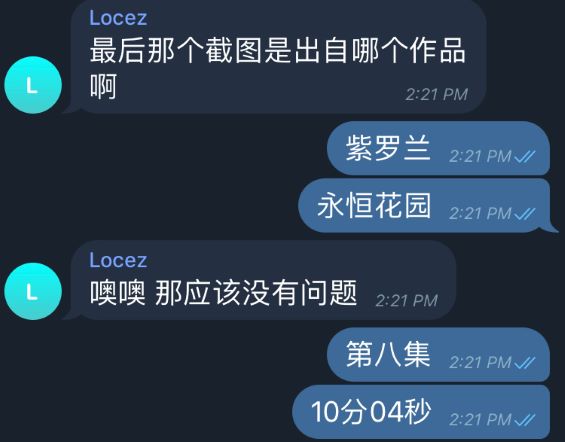 Locez
最后那个截图是出自哪个作品
啊
2:21 PM
L
紫罗兰 2:21 PM
永恒花园 2:21 PM
Locez
噢噢 那应该没有问题 2:21 PM
L
第八集 2:21 PM
10分04秒 2:21 PM